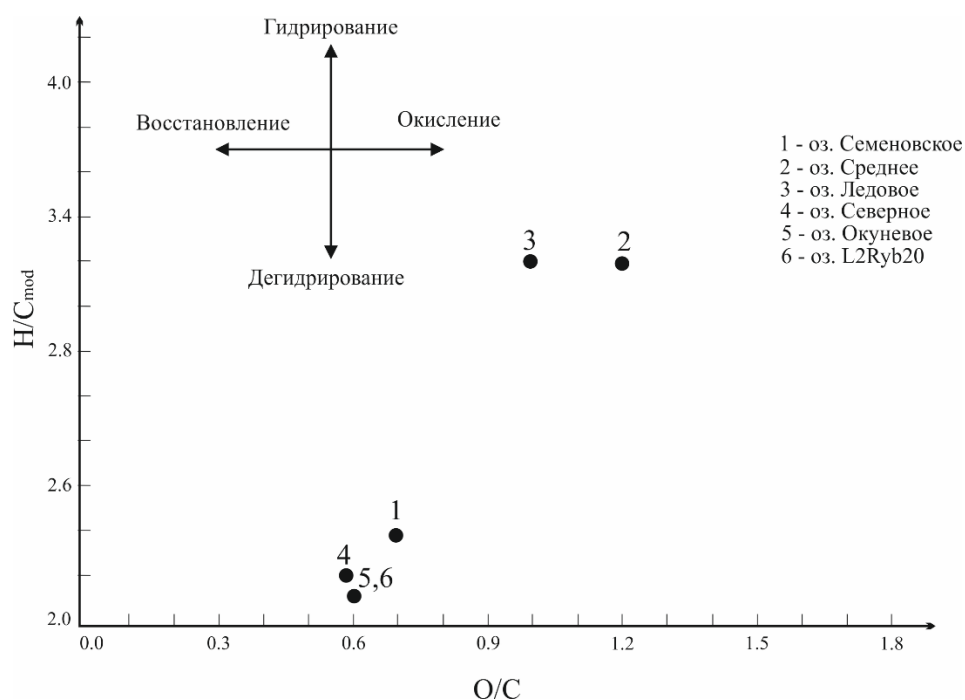 Гидрирование
4.0
Восстановление
Окисление
1 - оз. Семеновское
2 - оз. Среднее
3 - оз. Ледовое
4 - оз. Северное
5 - оз. Окуневое
6 - оз. L2Ryb20
3.4
3
2
Дегидрирование
H/Cmod
2.8
2.6
1
4
5,6
2.0
0.0 0.3 0.6 0.9 1.2 1.5 1.8
O/C